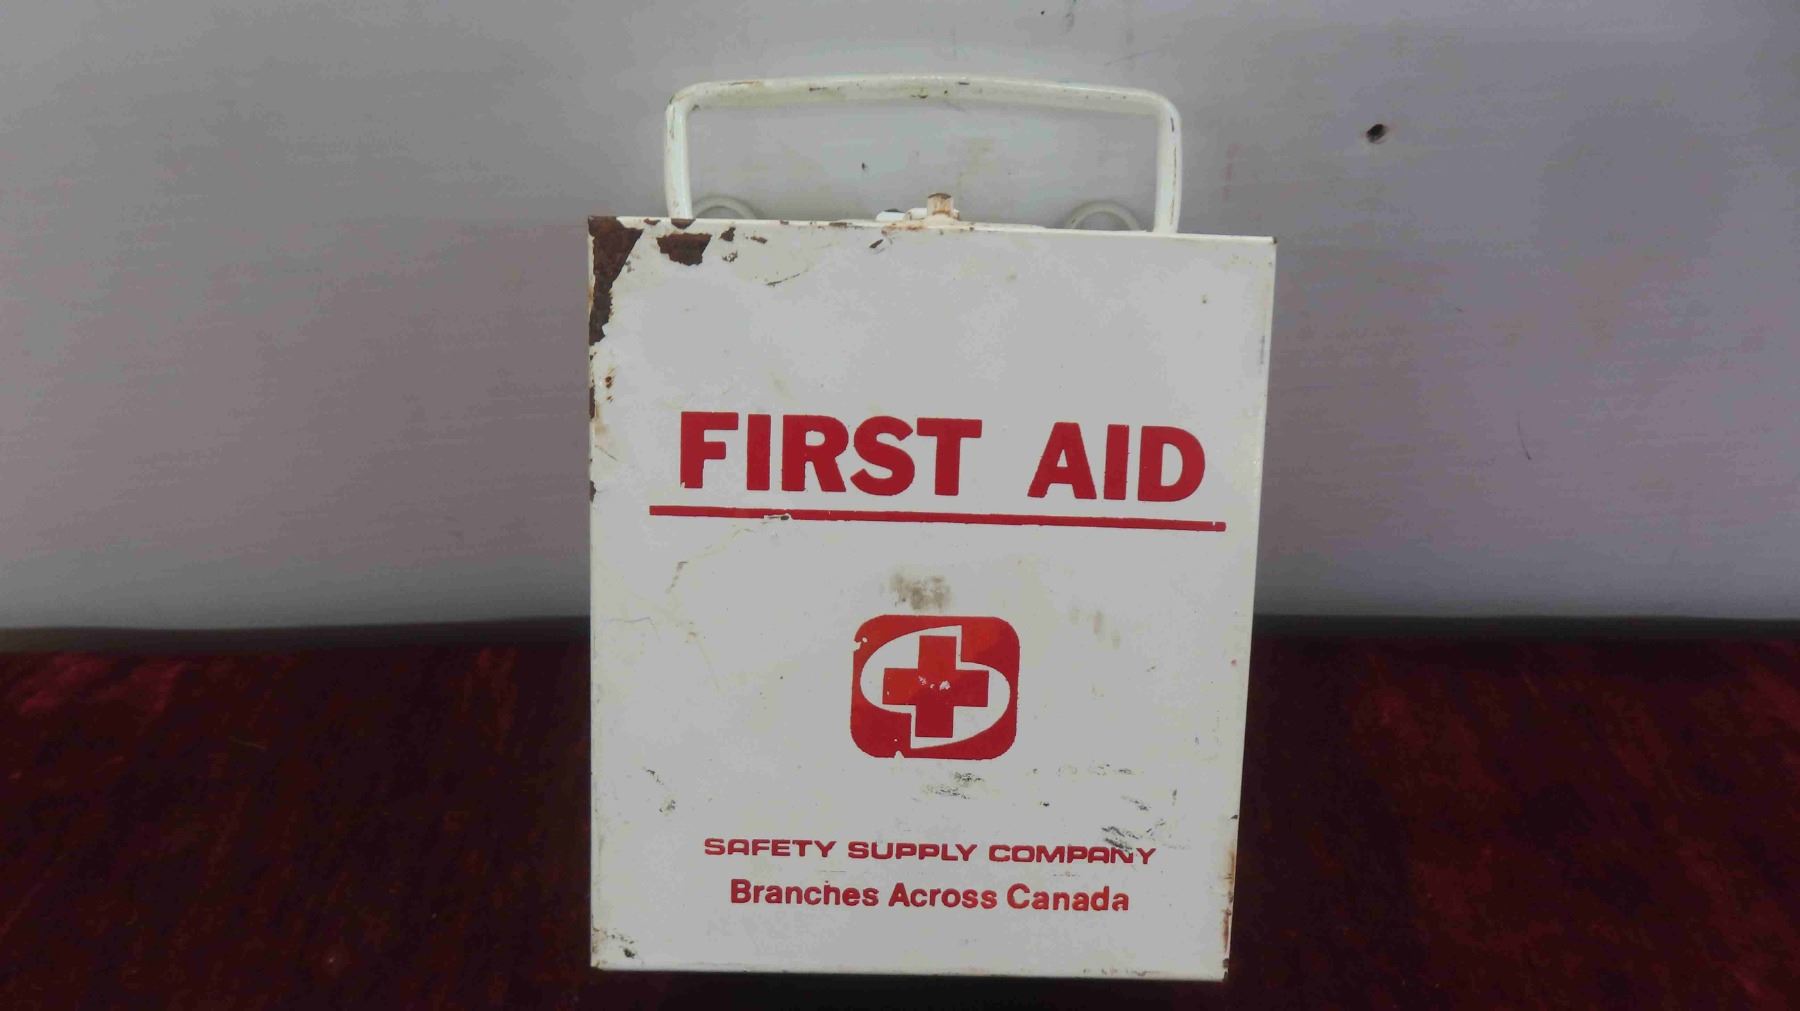 FIRST AID
SAFETY SUPPLY COMPANY
Branches Across Canada